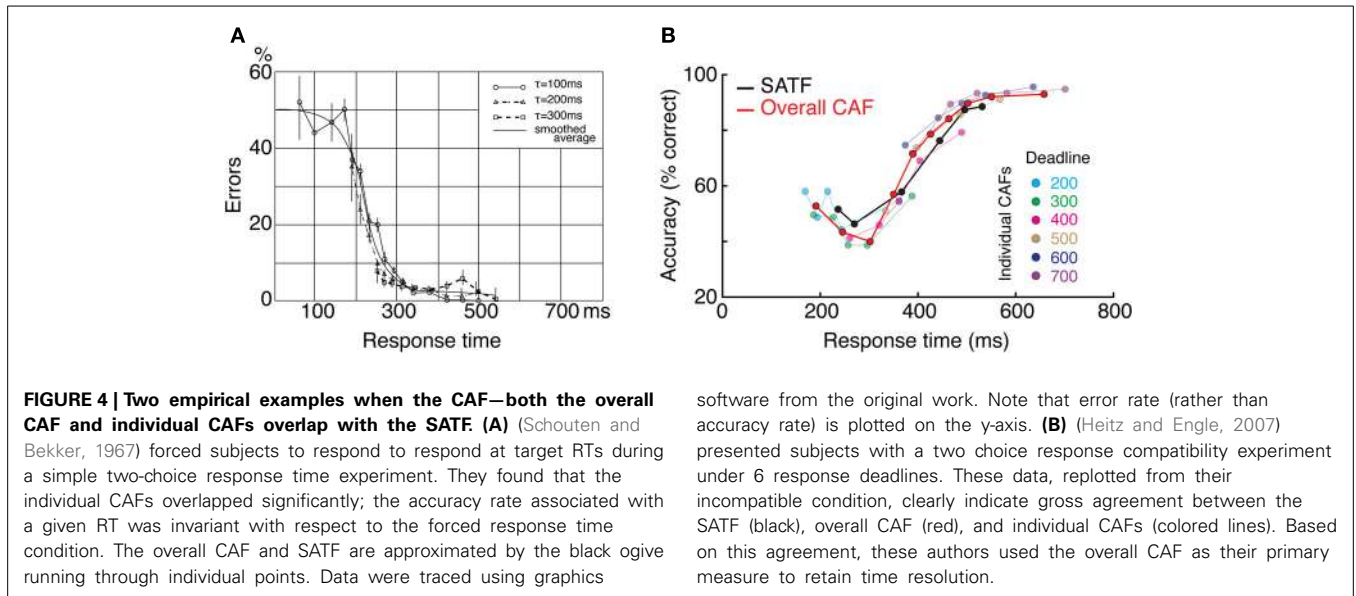 A
%
60
40
20
0
Errors
100
300
500
700 ms
Response time
τ=100ms
τ=200ms
τ=300ms
smoothed
average
B
100
60
20
Accuracy (% correct)
0
200
400
600
800
Response time (ms)
SATF
Overall CAF
Deadline
Individual CAFs
200
300
400
500
600
700
FIGURE 4 | Two empirical examples when the CAF—both the overall
CAF and individual CAFs overlap with the SATF. (A) (Schouten and
Bekker, 1967) forced subjects to respond to respond at target RTs during
a simple two-choice response time experiment. They found that the
individual CAFs overlapped significantly; the accuracy rate associated with
a given RT was invariant with respect to the forced response time
condition. The overall CAF and SATF are approximated by the black ogive
running through individual points. Data were traced using graphics
software from the original work. Note that error rate (rather than
accuracy rate) is plotted on the y-axis. (B) (Heitz and Engle, 2007)
presented subjects with a two choice response compatibility experiment
under 6 response deadlines. These data, replotted from their
incompatible condition, clearly indicate gross agreement between the
SATF (black), overall CAF (red), and individual CAFs (colored lines). Based
on this agreement, these authors used the overall CAF as their primary
measure to retain time resolution.